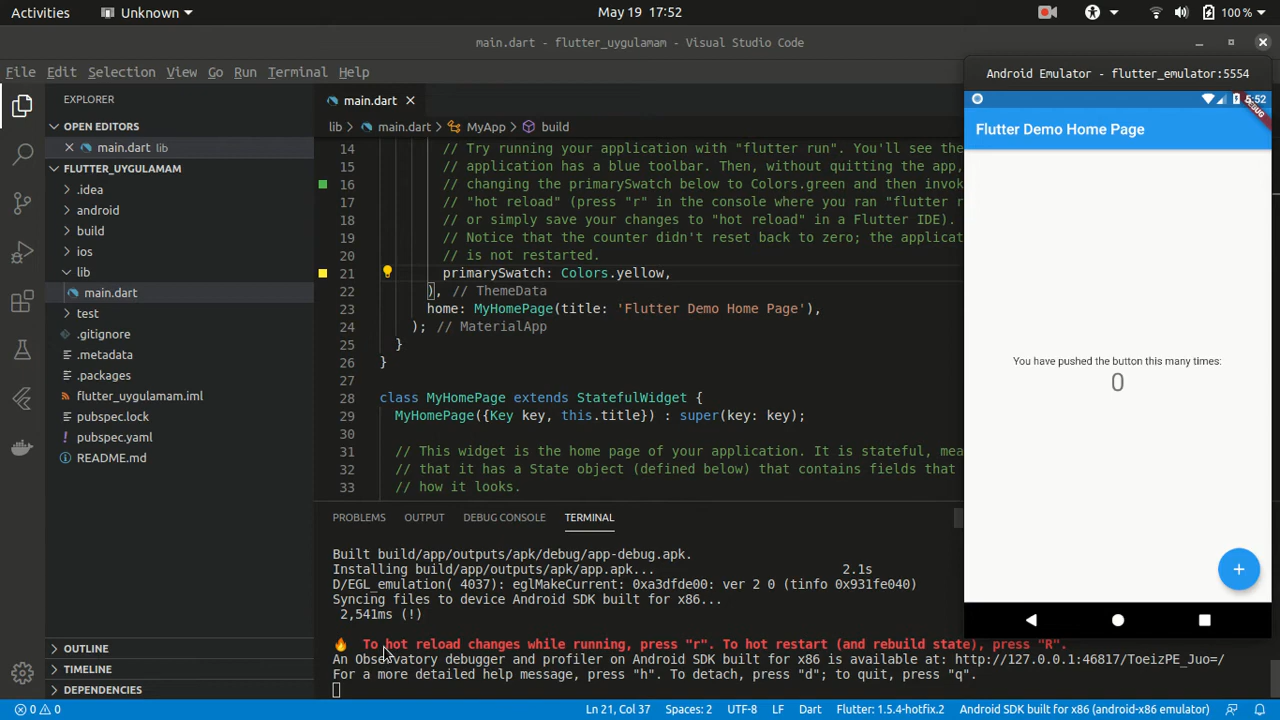 Activities
Unknown
May 19 17:52
100 %
main.dart - flutter_uygulamam - Visual Studio Code
File Edit Selection View Go Run Terminal Help
EXPLORER
OPEN EDITORS
main.dart lib
FLUTTER_UYGULAMAM
.idea
android
build
ios
lib
main.dart
test
.gitignore
.metadata
.packages
flutter_uygulamam.iml
pubspec.lock
pubspec.yaml
README.md
OUTLINE
TIMELINE
DEPENDENCIES
main.dart
lib > main.dart > MyApp > build
14 // Try running your application with "flutter run". You'll see the
15 // application has a blue toolbar. Then, without quitting the app,
16 // changing the primarySwatch below to Colors.green and then invok
17 // "hot reload" (press "r" in the console where you ran "flutter r
18 // or simply save your changes to "hot reload" in a Flutter IDE).
19 // Notice that the counter didn't reset back to zero; the applicat
20 // is not restarted.
21 primarySwatch: Colors.yellow,
22 ), // ThemeData
23 home: MyHomePage(title: 'Flutter Demo Home Page'),
24 ); // MaterialApp
25 }
26 }
27
28 class MyHomePage extends StatefulWidget {
29 MyHomePage({Key key, this.title}) : super(key: key);
30
31 // This widget is the home page of your application. It is stateful, mea
32 // that it has a State object (defined below) that contains fields that
33 // how it looks.
PROBLEMS OUTPUT DEBUG CONSOLE TERMINAL
Built build/app/outputs/apk/debug/app-debug.apk.
Installing build/app/outputs/apk/app.apk... 2.1s
D/EGL_emulation( 4037): eglMakeCurrent: 0xa3dfde00: ver 2 0 (tinfo 0x931fe040)
Syncing files to device Android SDK built for x86...
2,541ms (!)
🔥 To hot reload changes while running, press "r". To hot restart (and rebuild state), press "R".
An Observatory debugger and profiler on Android SDK built for x86 is available at: http://127.0.0.1:46817/ToeizPE_Juo=/
For a more detailed help message, press "h". To detach, press "d"; to quit, press "q".
Android Emulator - flutter_emulator:5554
5:52
DEBUG
Flutter Demo Home Page
You have pushed the button this many times:
0
+
0 0
Ln 21, Col 37 Spaces: 2 UTF-8 LF Dart Flutter: 1.5.4-hotfix.2 Android SDK built for x86 (android-x86 emulator)